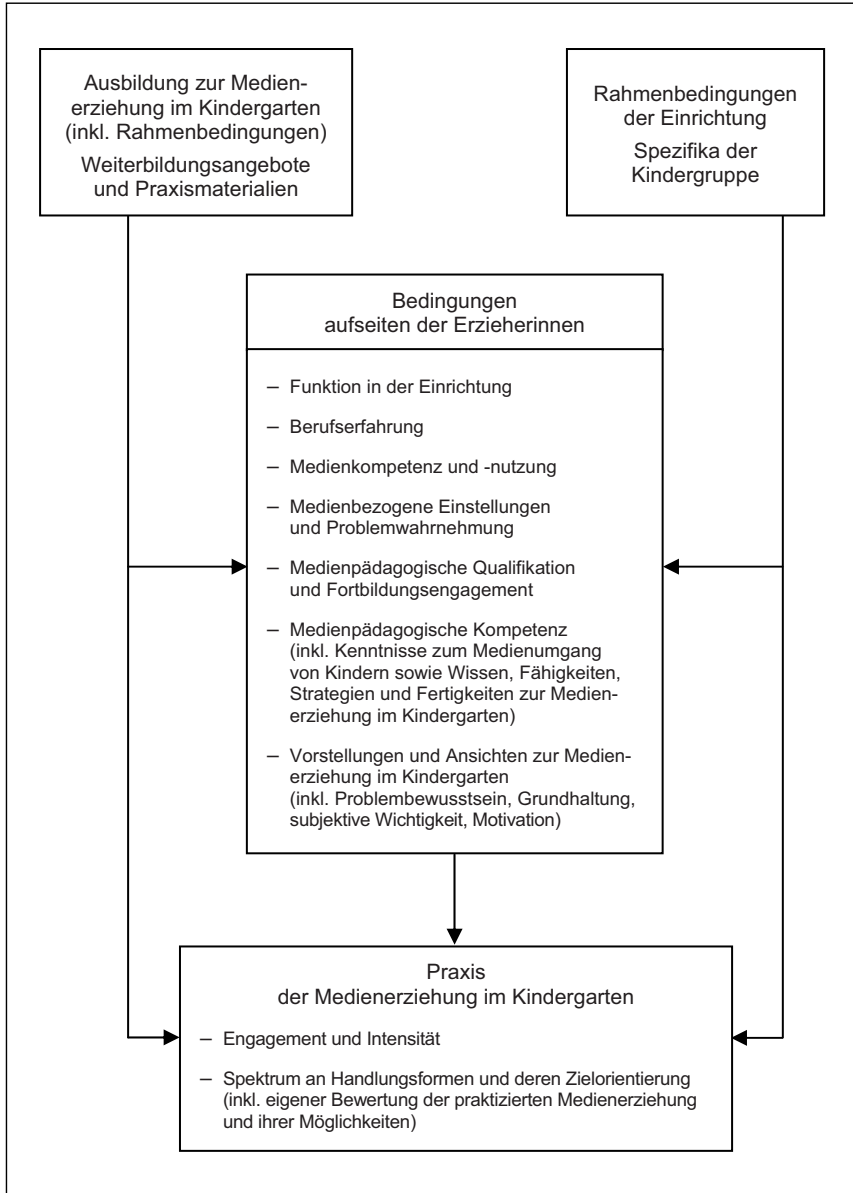 Ausbildung zur Medien-
erziehung im Kindergarten
(inkl. Rahmenbedingungen)
Weiterbildungsangebote
und Praxismaterialien
Rahmenbedingungen
der Einrichtung
Spezifika der
Kindergruppe
Bedingungen
aufseiten der Erzieherinnen
– Funktion in der Einrichtung
– Berufserfahrung
– Medienkompetenz und -nutzung
– Medienbezogene Einstellungen
und Problemwahrnehmung
– Medienpädagogische Qualifikation
und Fortbildungsengagement
– Medienpädagogische Kompetenz
(inkl. Kenntnisse zum Medienumgang
von Kindern sowie Wissen, Fähigkeiten,
Strategien und Fertigkeiten zur Medien-
erziehung im Kindergarten)
– Vorstellungen und Ansichten zur Medien-
erziehung im Kindergarten
(inkl. Problembewusstsein, Grundhaltung,
subjektive Wichtigkeit, Motivation)
Praxis
der Medienerziehung im Kindergarten
– Engagement und Intensität
– Spektrum an Handlungsformen und deren Zielorientierung
(inkl. eigener Bewertung der praktizierten Medienerziehung
und ihrer Möglichkeiten)